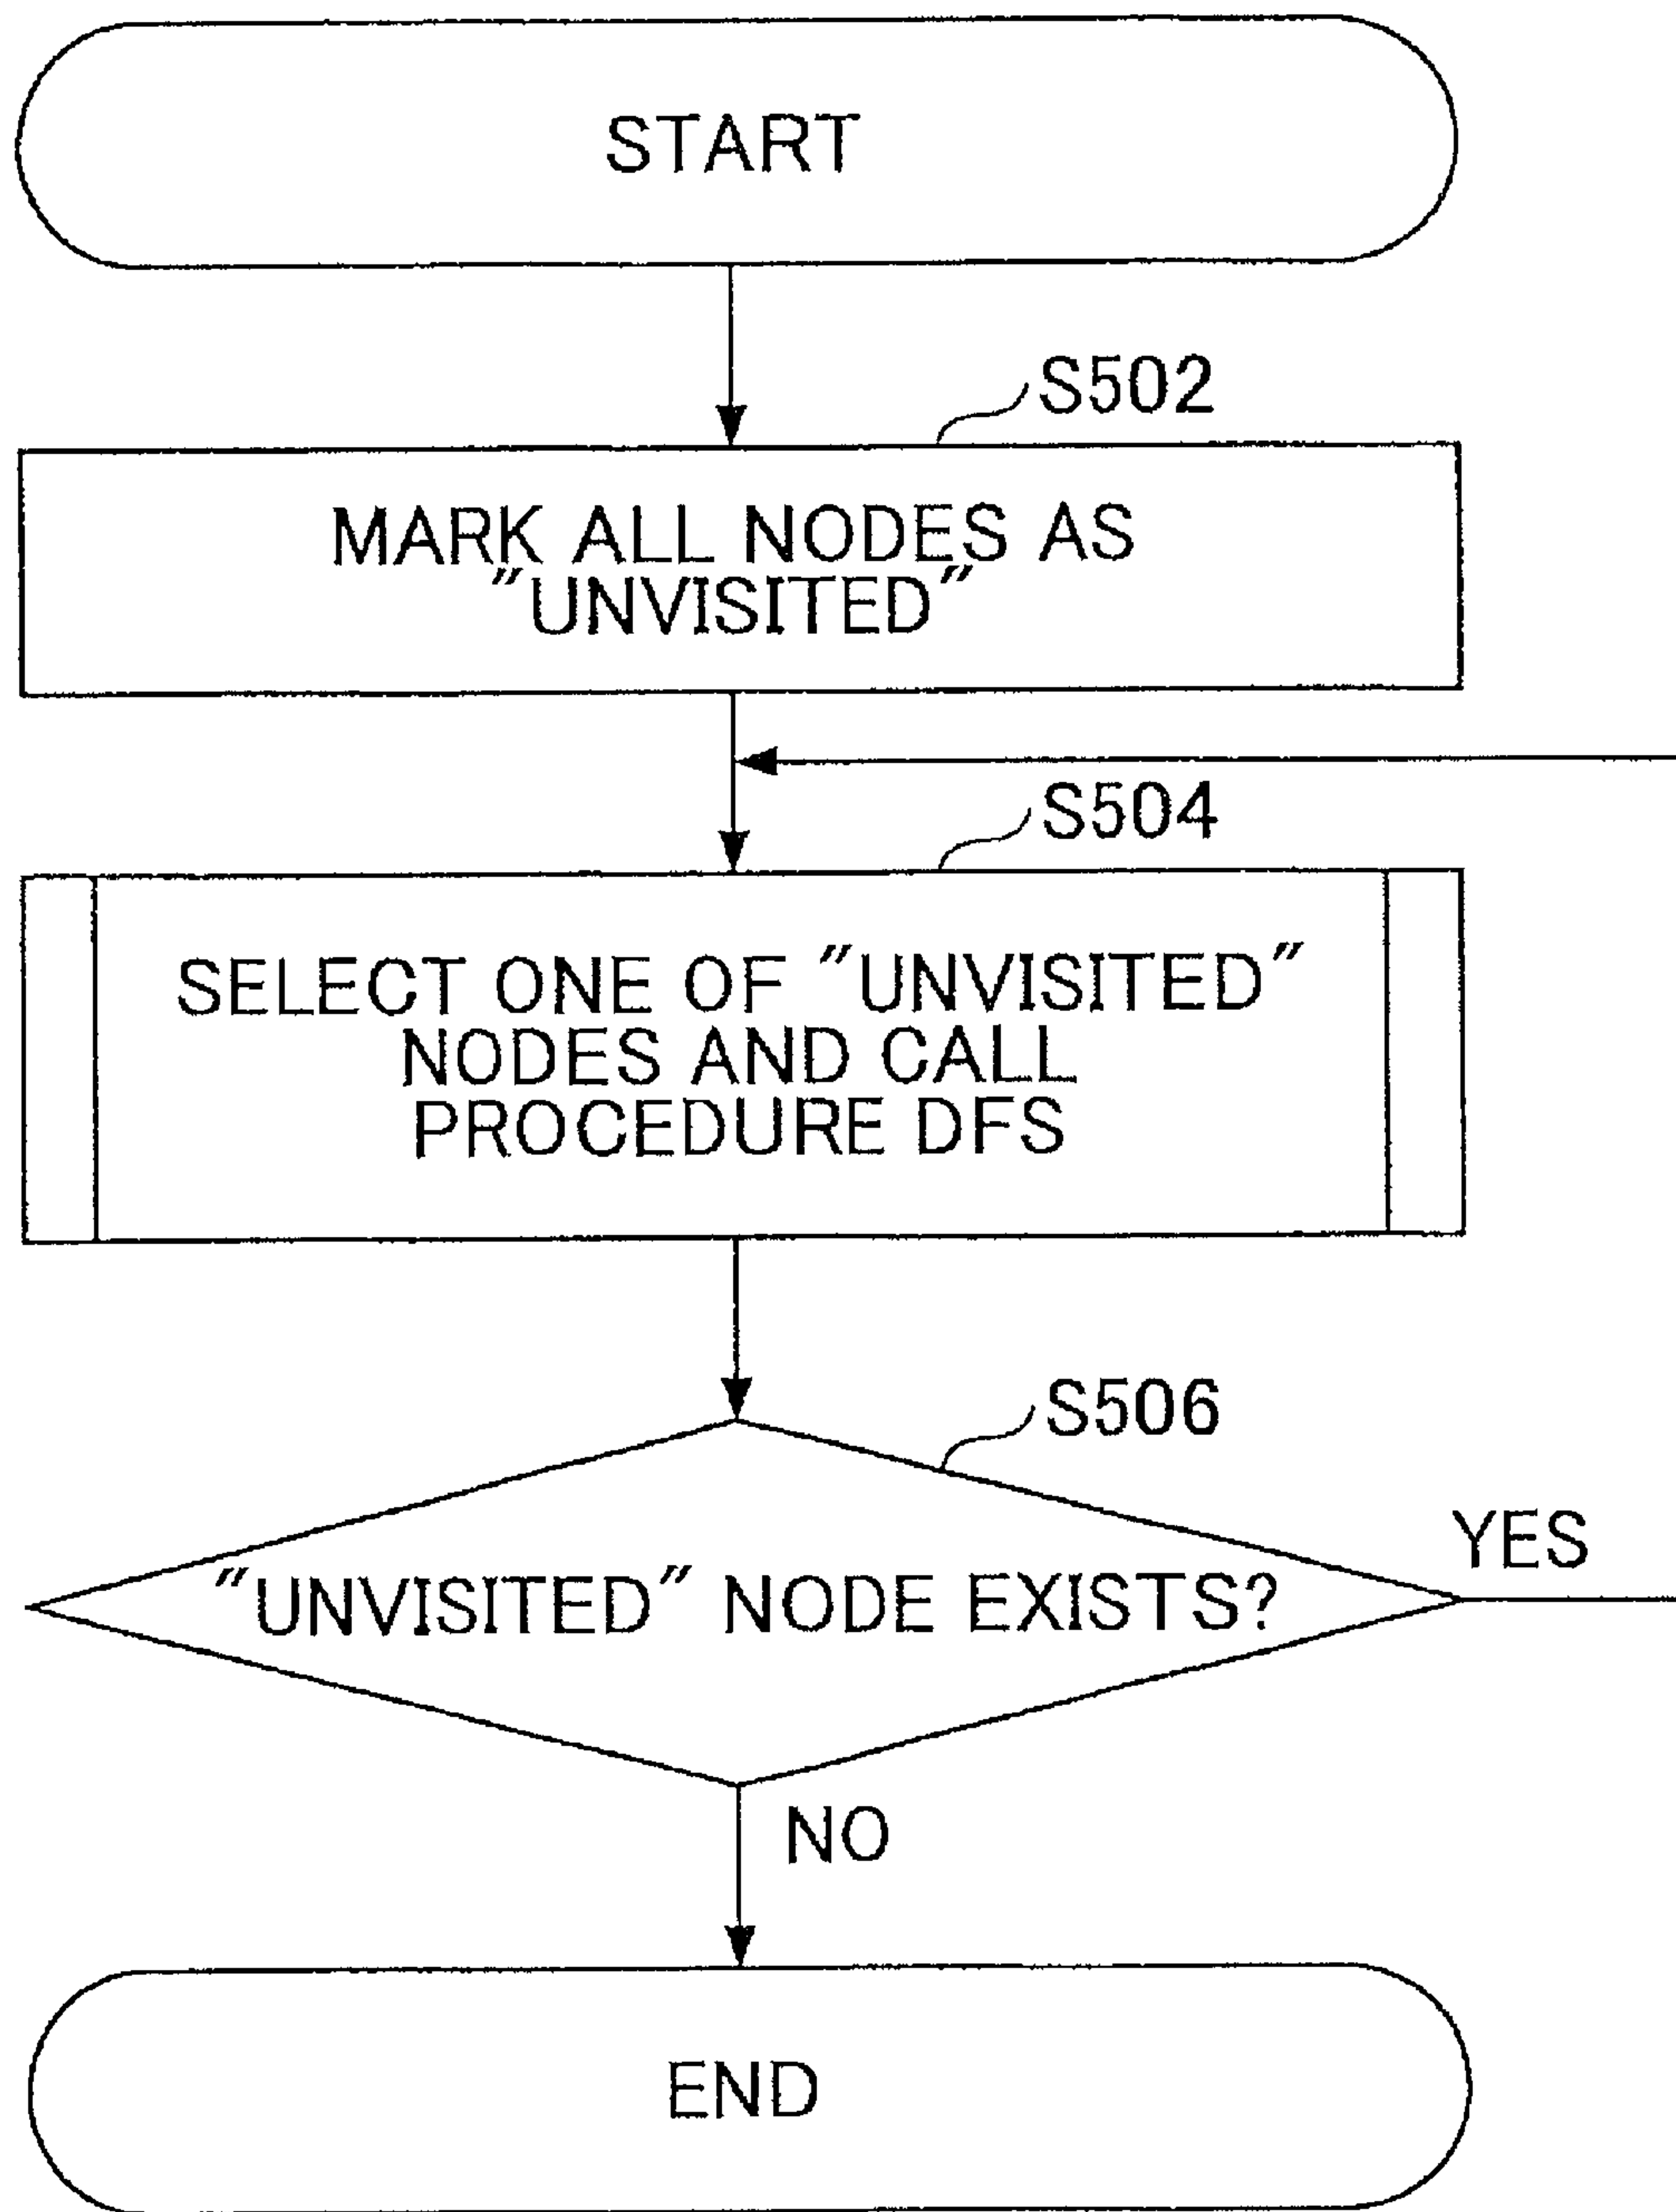 START
S502
MARK ALL NODES AS
"UNVISITED"
S504
SELECT ONE OF "UNVISITED"
NODES AND CALL
PROCEDURE DFS
S506
"UNVISITED" NODE EXISTS?
YES
NO
END